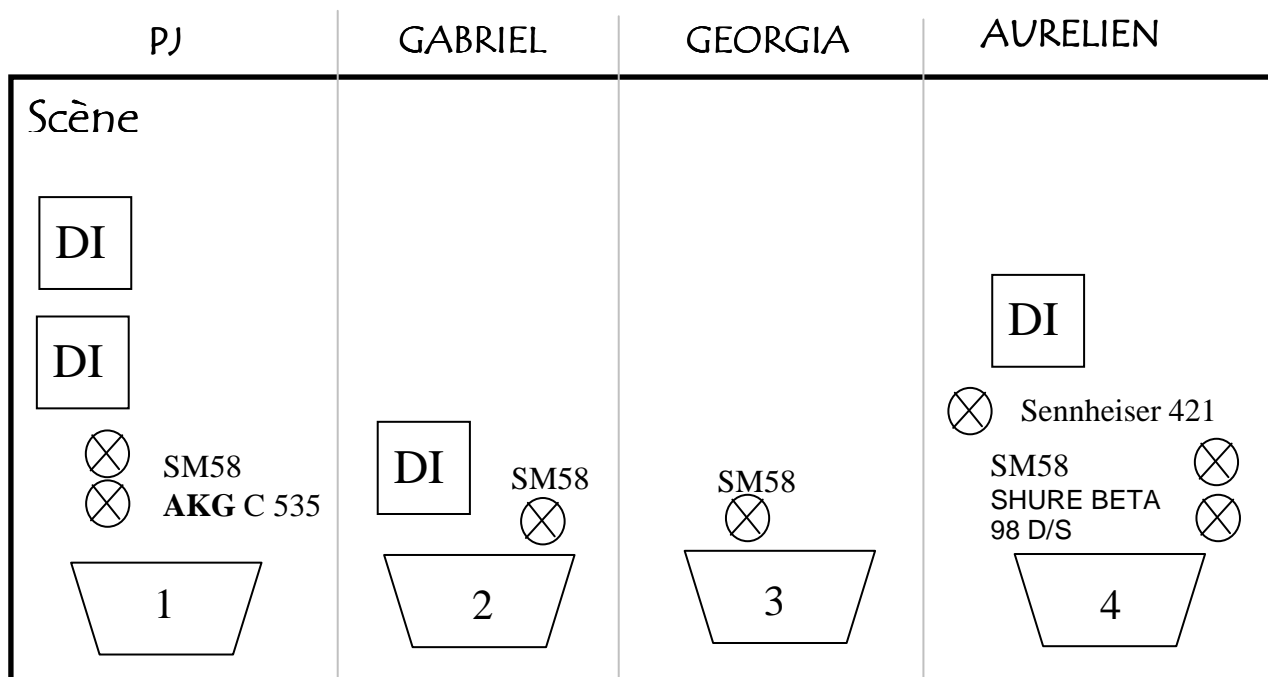 PJ
GABRIEL
GEORGIA
AURELIEN
Scène
DI
DI
SM58
AKG C 535
1
DI
SM58
2
SM58
3
DI
Sennheiser 421
SM58
SHURE BETA
98 D/S
4